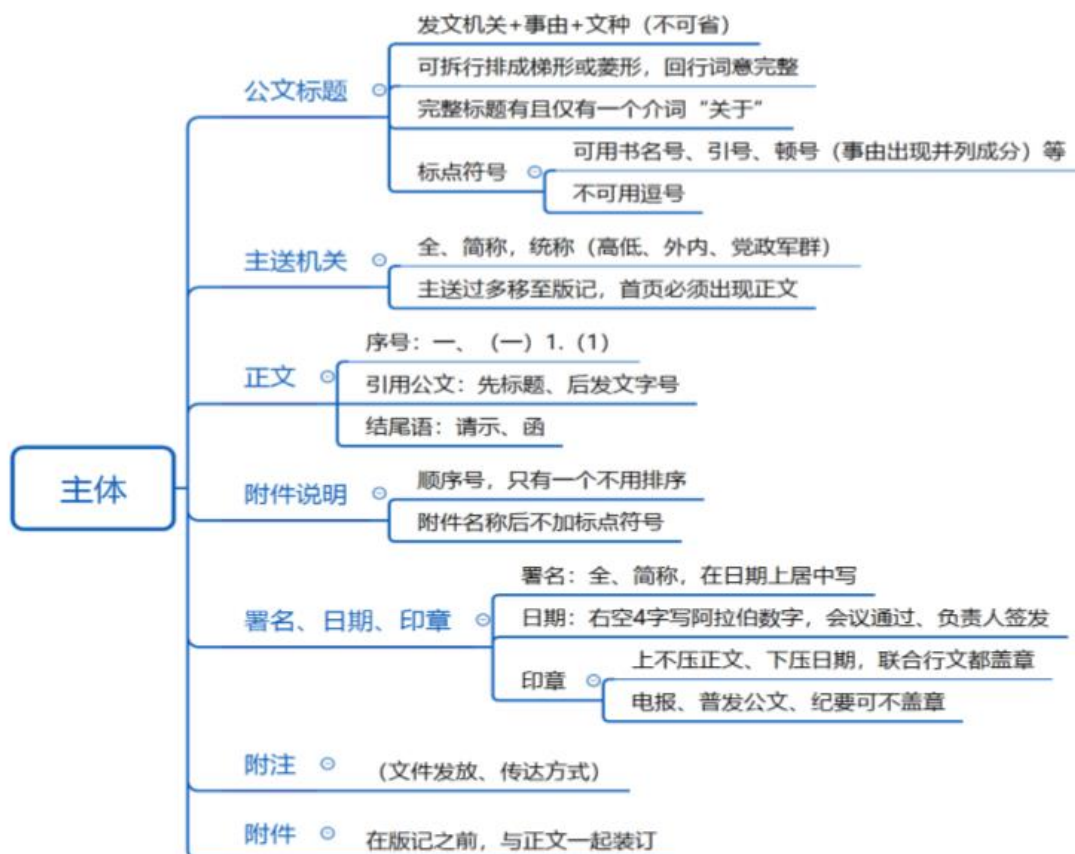 发文机关+事由+文种（不可省）
可拆行排成梯形或菱形，回行词意完整
公文标题
完整标题有且仅有一个介词“关于”
可用书名号、引号、顿号（事由出现并列成分）等
标点符号
不可用逗号
全、简称，统称（高低、外内、党政军群）
主送机关
主送过多移至版记，首页必须出现正文
序号：一、（一）1.（1）
正文
引用公文：先标题、后发文字号
结尾语：请示、函
主体
顺序号，只有一个不用排序
附件说明
附件名称后不加标点符号
署名：全、简称，在日期上居中写
署名、日期、印章
日期：右空4字写阿拉伯数字，会议通过、负责人签发
上不压正文、下压日期，联合行文都盖章
印章
电报、普发公文、纪要可不盖章
附注
（文件发放、传达方式）
附件
在版记之前，与正文一起装订